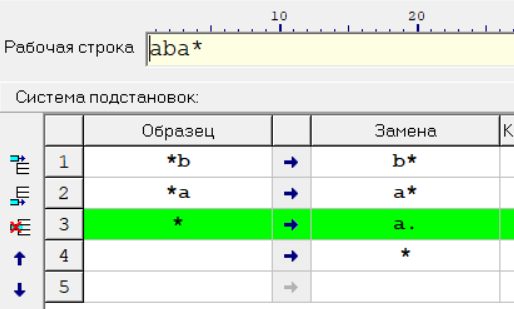 10 20
Рабочая строка aba*
Система подстановок:
Образец Замена К
1 *b → b*
2 *a → a*
3 * → a.
4 → *
5 →